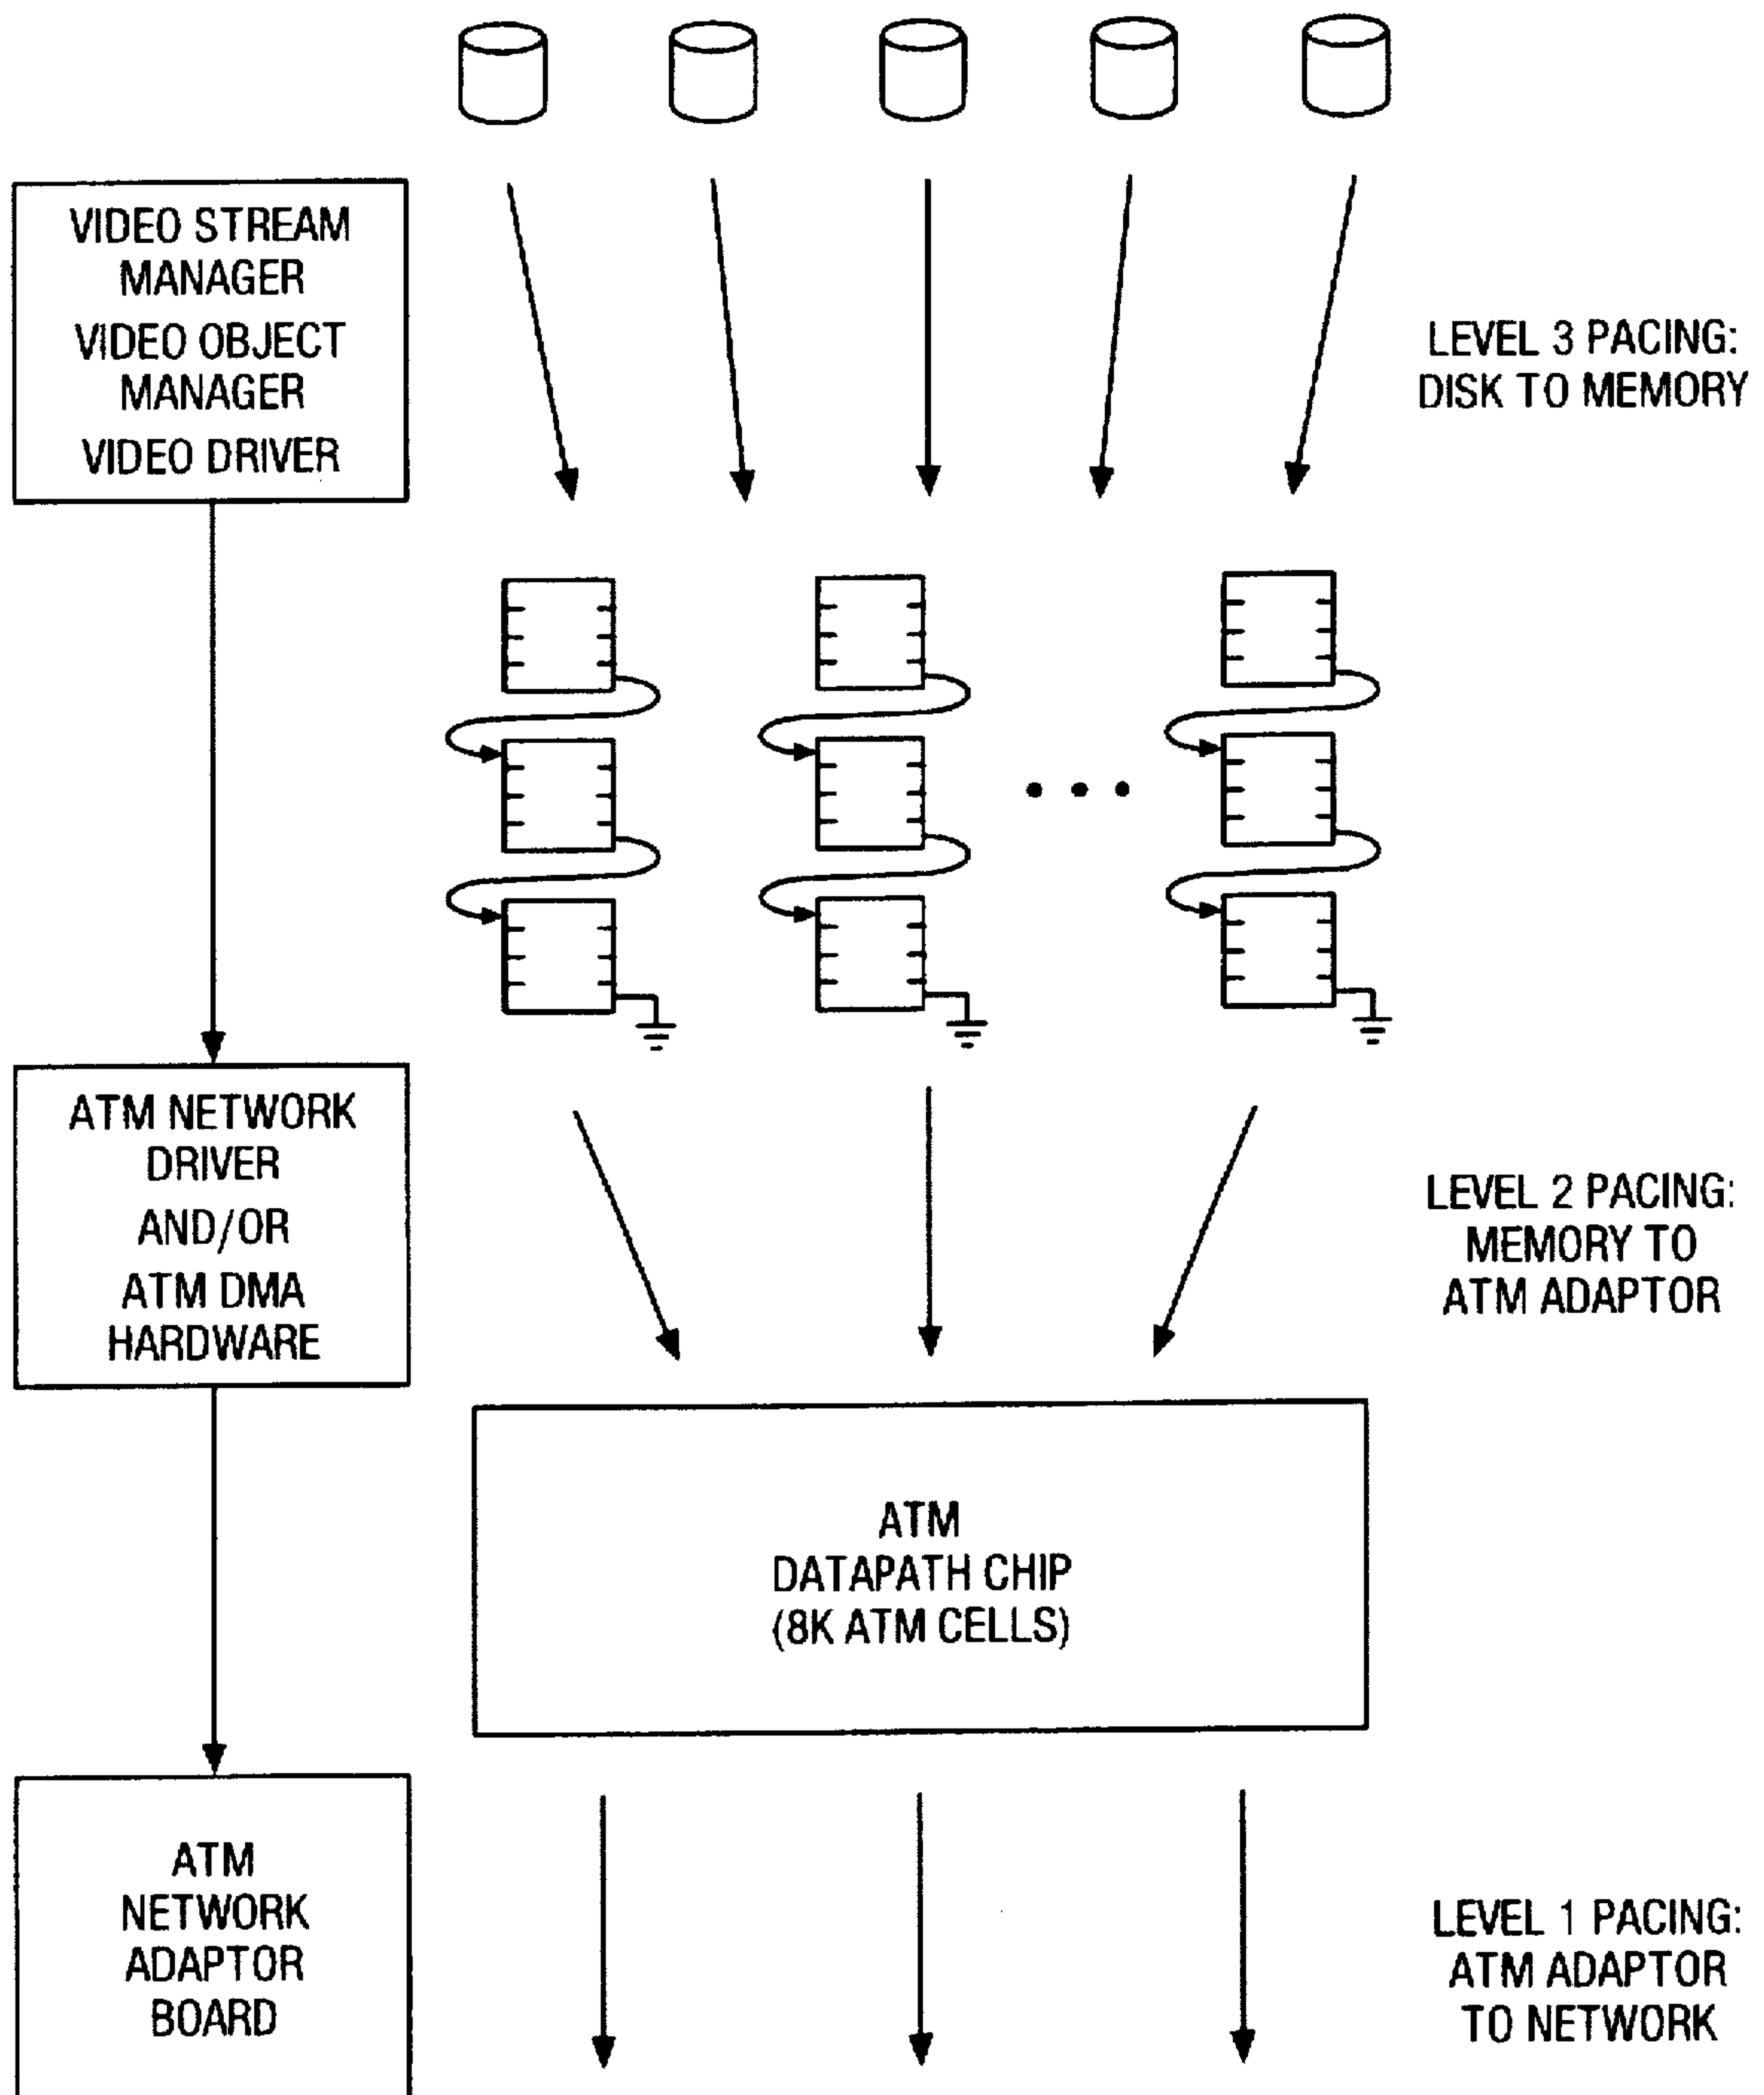 VIDEO STREAM
MANAGER
VIDEO OBJECT
MANAGER
VIDEO DRIVER
LEVEL 3 PACING:
DISK TO MEMORY
ATM NETWORK
DRIVER
AND/OR
ATM DMA
HARDWARE
LEVEL 2 PACING:
MEMORY TO
ATM ADAPTOR
ATM
DATAPATH CHIP
(8K ATM CELLS)
ATM
NETWORK
ADAPTOR
BOARD
LEVEL 1 PACING:
ATM ADAPTOR
TO NETWORK